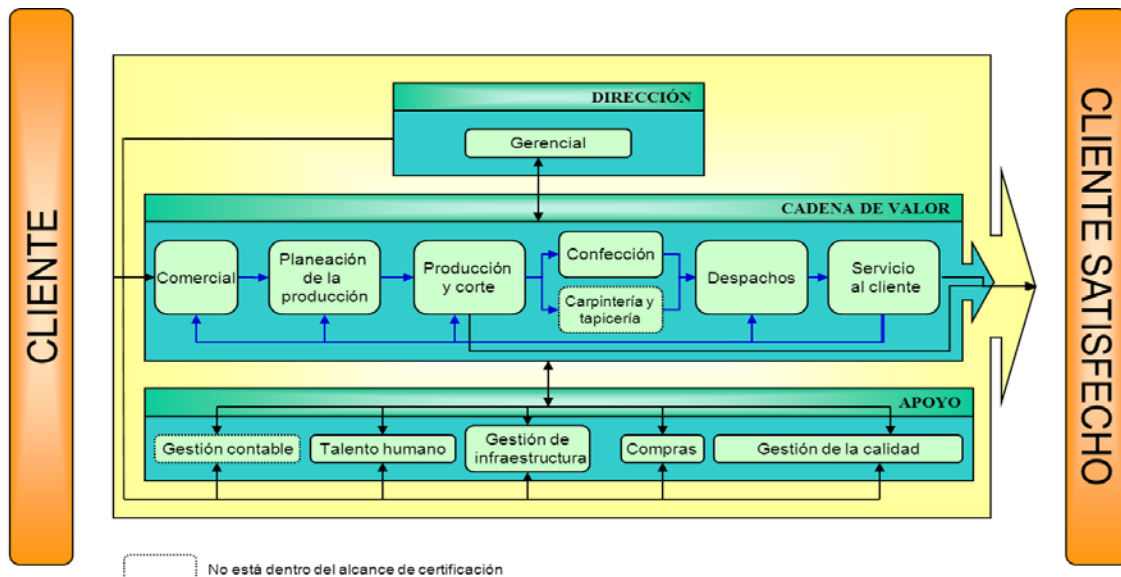 CLIENTE
DIRECCIÓN
Gerencial
CADENA DE VALOR
Comercial
Planeación
de la
producción
Producción
y corte
Confección
Carpintería y
tapicería
Despachos
Servicio
al cliente
APOYO
Gestión contable
Talento humano
Gestión de
infraestructura
Compras
Gestión de la calidad
CLIENTE SATISFECHO
No está dentro del alcance de certificación